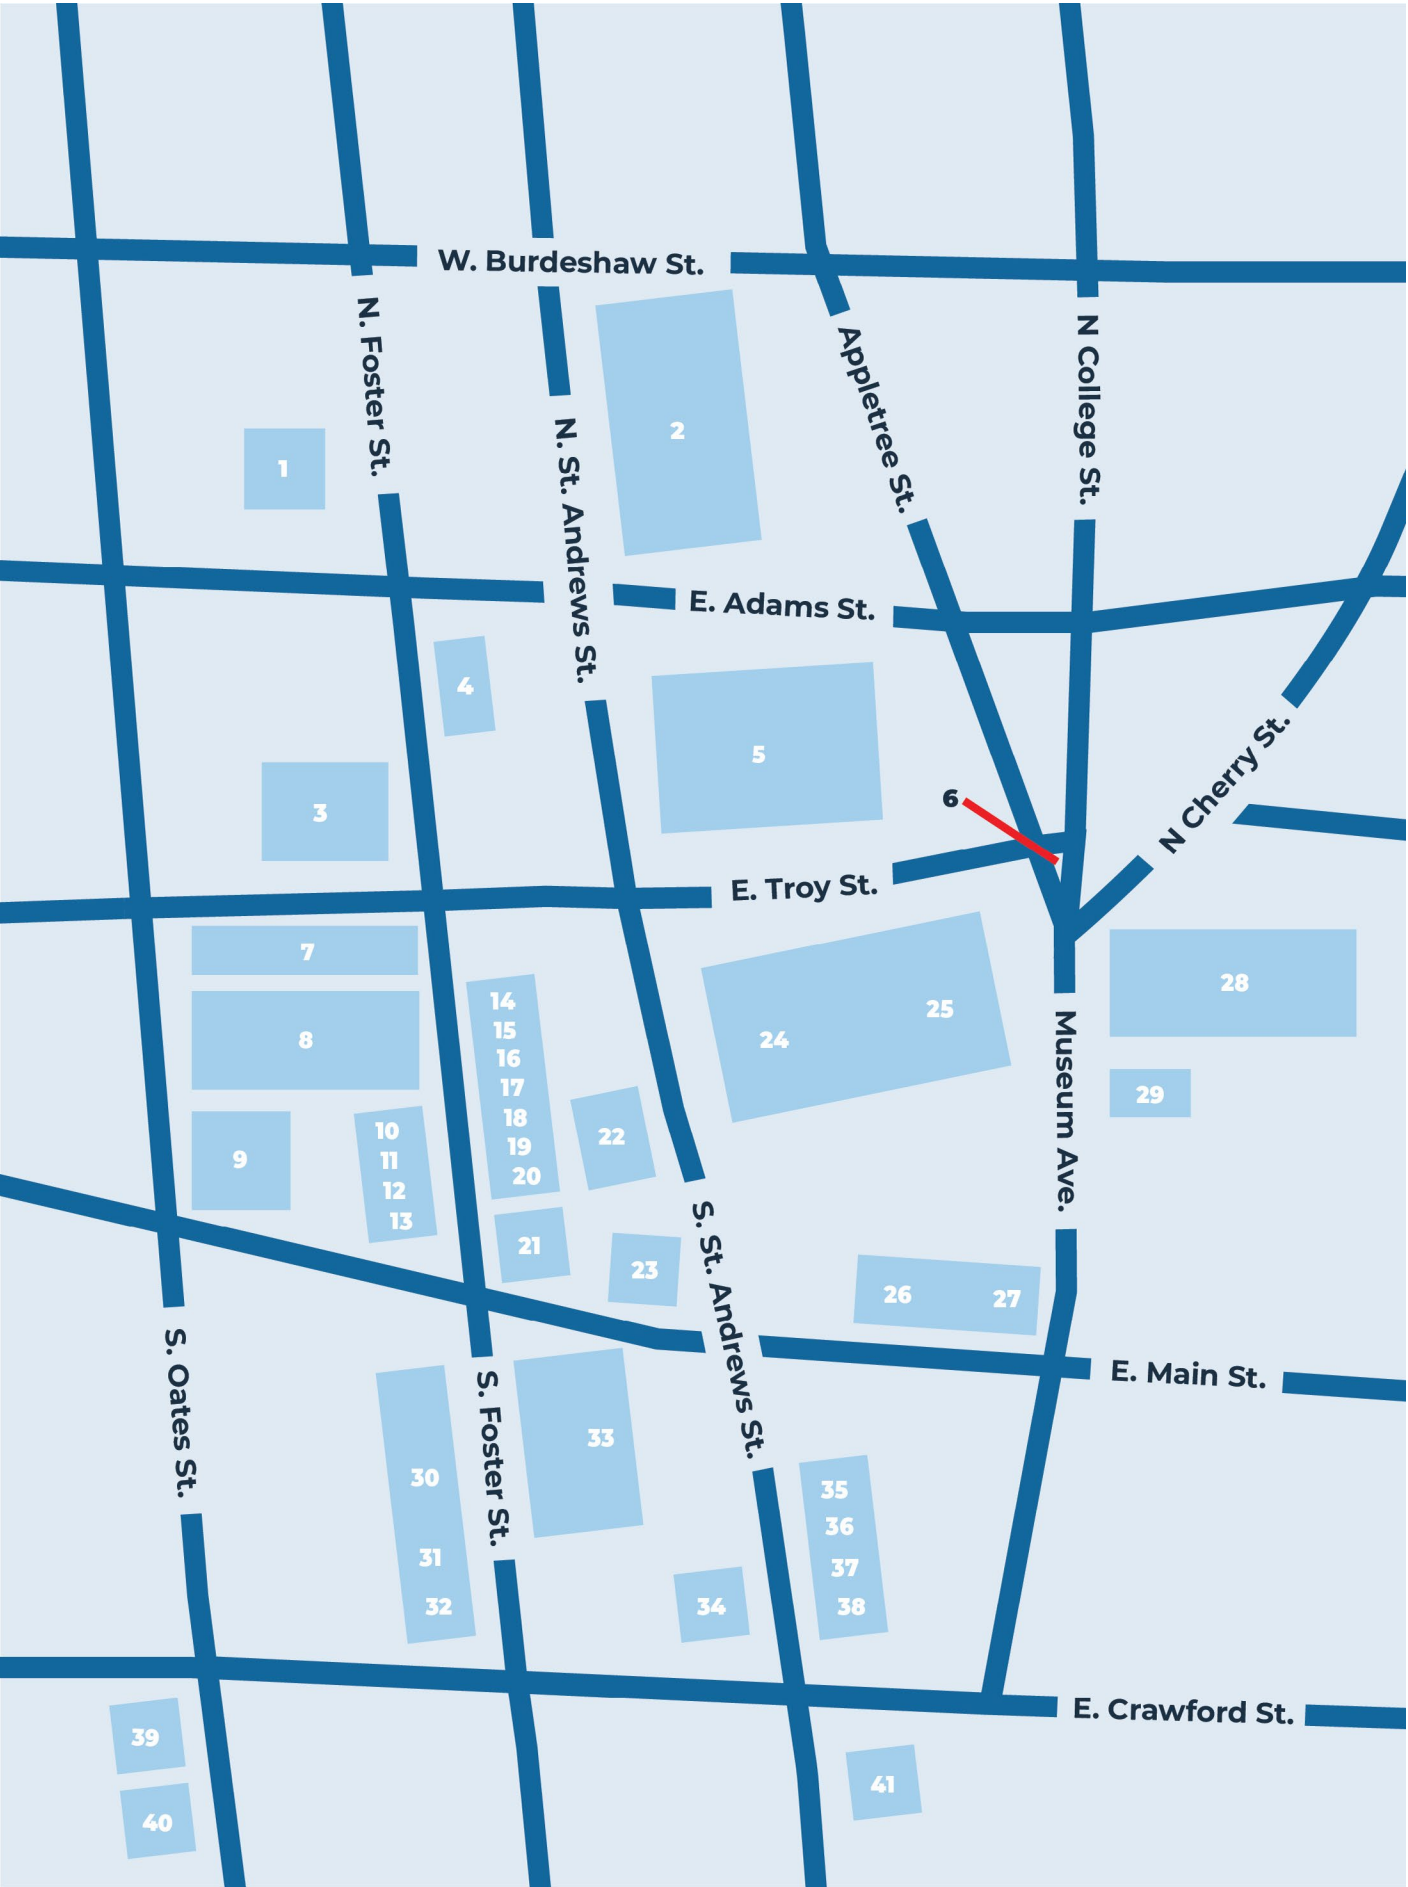 W. Burdeshaw St.
N. Foster St.
N. St. Andrews St.
Appletree St.
N College St.
1
2
E. Adams St.
4
5
3
6
N Cherry St.
E. Troy St.
7
8
9
10
11
12
13
14
15
16
17
18
19
20
21
22
23
24
25
28
29
Museum Ave.
S. St. Andrews St.
26
27
E. Main St.
S. Oates St.
S. Foster St.
30
31
32
33
34
35
36
37
38
E. Crawford St.
39
40
41